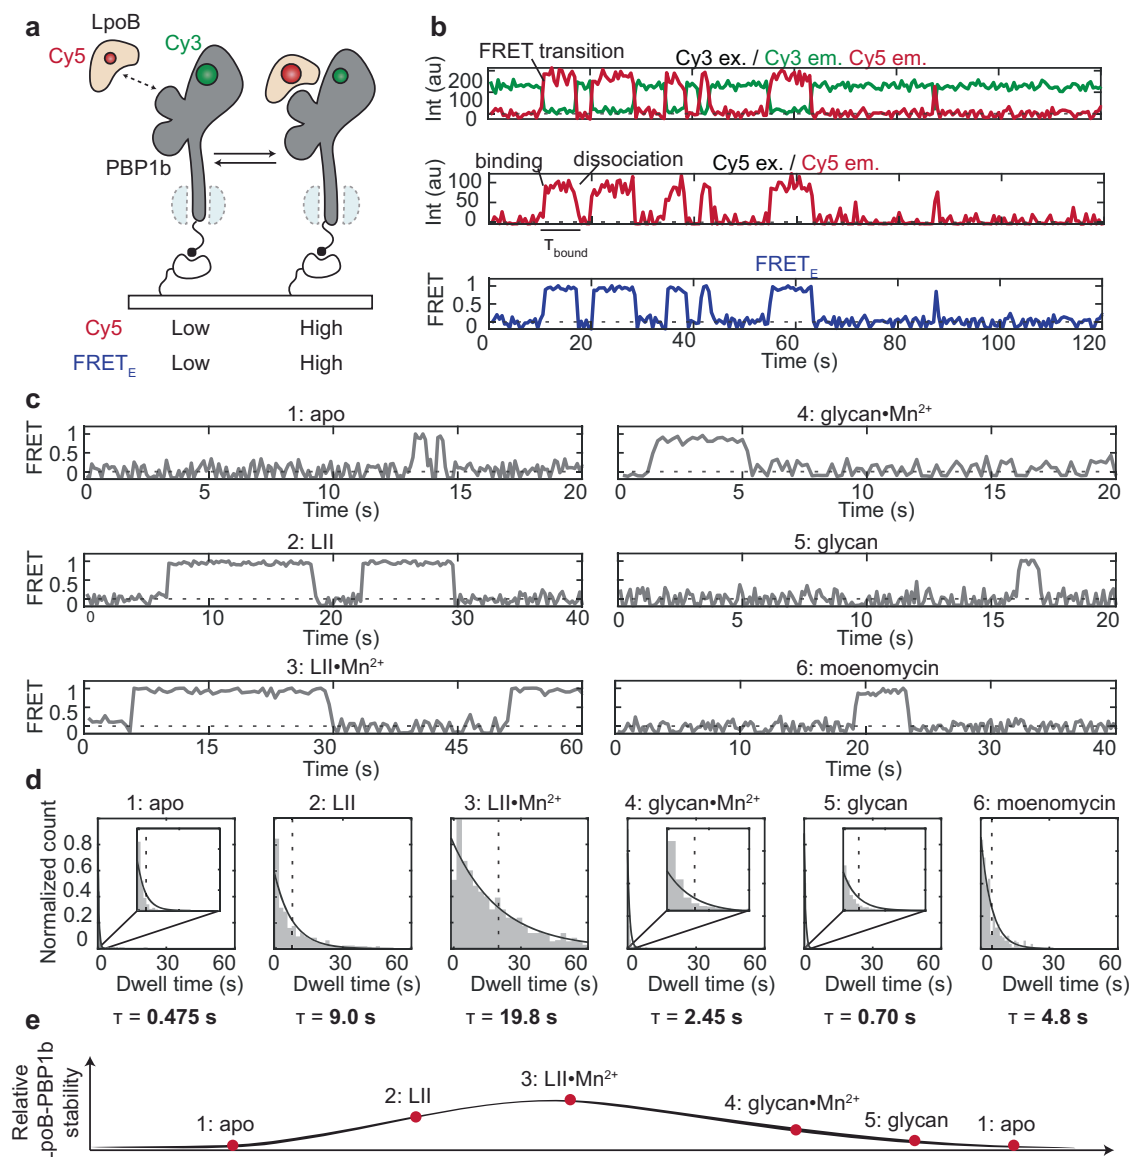 a
LpoB
Cy5
Cy3
PBP1b
Cy5 Low High
FRET_E Low High
b
FRET transition
Cy3 ex. / Cy3 em. Cy5 em.
Int (au)
200
100
0
binding
dissociation
Cy5 ex. / Cy5 em.
Int (au)
100
50
0
τbound
FRET_E
FRET
1
0.5
0
0 20 40 60 80 100 120
Time (s)
c
1: apo
FRET
1
0.5
0
0 5 10 15 20
Time (s)
4: glycan•Mn²⁺
0 5 10 15 20
Time (s)
2: LII
FRET
1
0.5
0
0 10 20 30 40
Time (s)
5: glycan
5 10 15 20
Time (s)
3: LII•Mn²⁺
FRET
1
0.5
0 15 30 45 60
Time (s)
6: moenomycin
0 10 20 30 40
Time (s)
d
1: apo 2: LII 3: LII•Mn²⁺ 4: glycan•Mn²⁺ 5: glycan 6: moenomycin
Normalized count
0.8
0.6
0.4
0.2
0
0 30 60 0 30 60 0 30 60 0 30 60 0 30 60 0 30 60
Dwell time (s) Dwell time (s) Dwell time (s) Dwell time (s) Dwell time (s) Dwell time (s)
τ = 0.475 s τ = 9.0 s τ = 19.8 s τ = 2.45 s τ = 0.70 s τ = 4.8 s
e
Relative
LpoB-PBP1b
stability
1: apo
2: LII
3: LII•Mn²⁺
4: glycan•Mn²⁺
5: glycan
1: apo